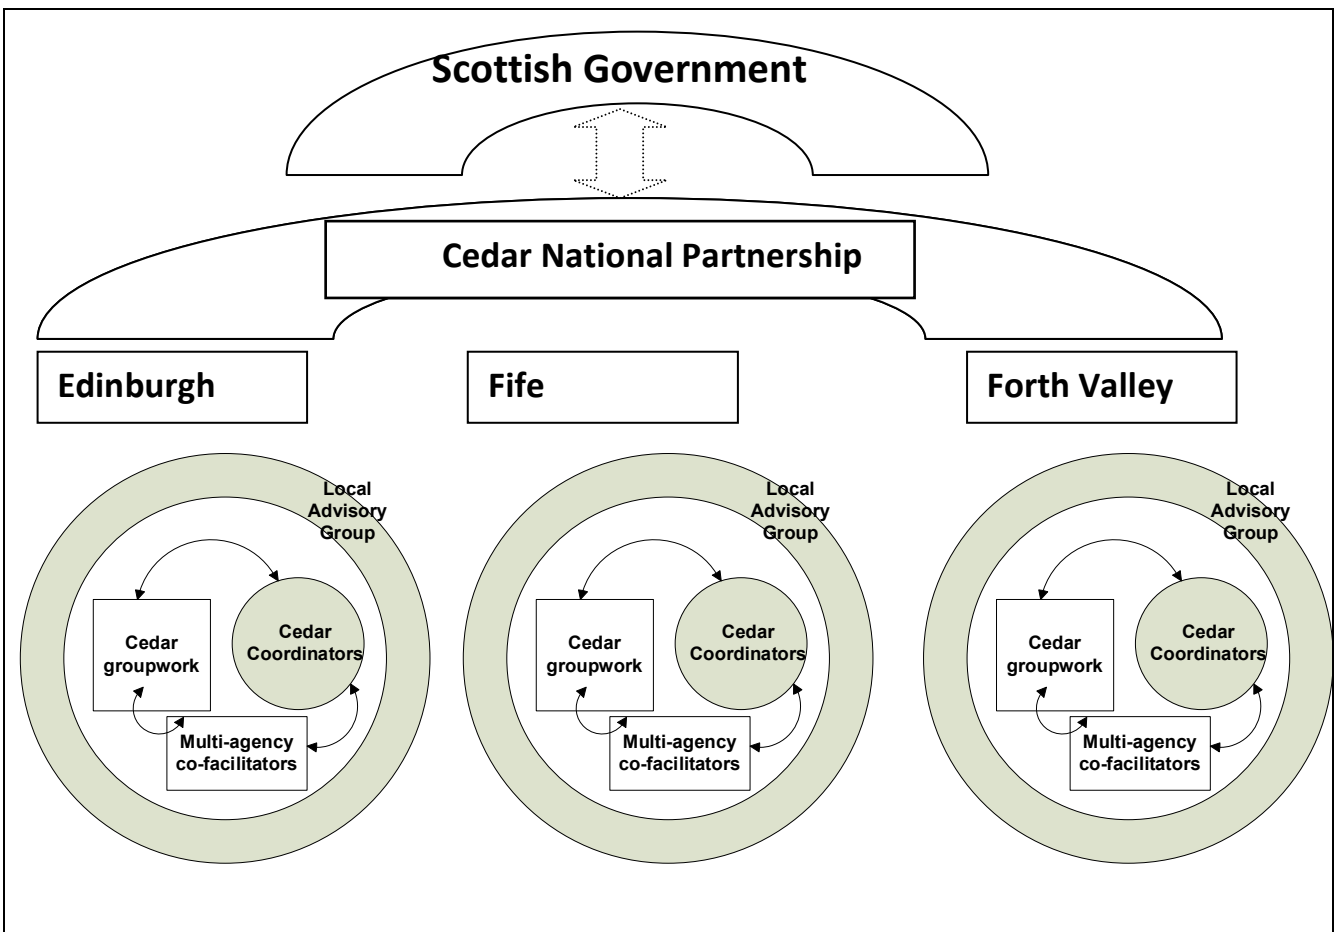 Scottish Government
Cedar National Partnership
Edinburgh
Fife
Forth Valley
Local
Advisory
Group
Cedar
groupwork
Cedar
Coordinators
Multi-agency
co-facilitators
Local
Advisory
Group
Cedar
groupwork
Cedar
Coordinators
Multi-agency
co-facilitators
Local
Advisory
Group
Cedar
groupwork
Cedar
Coordinators
Multi-agency
co-facilitators